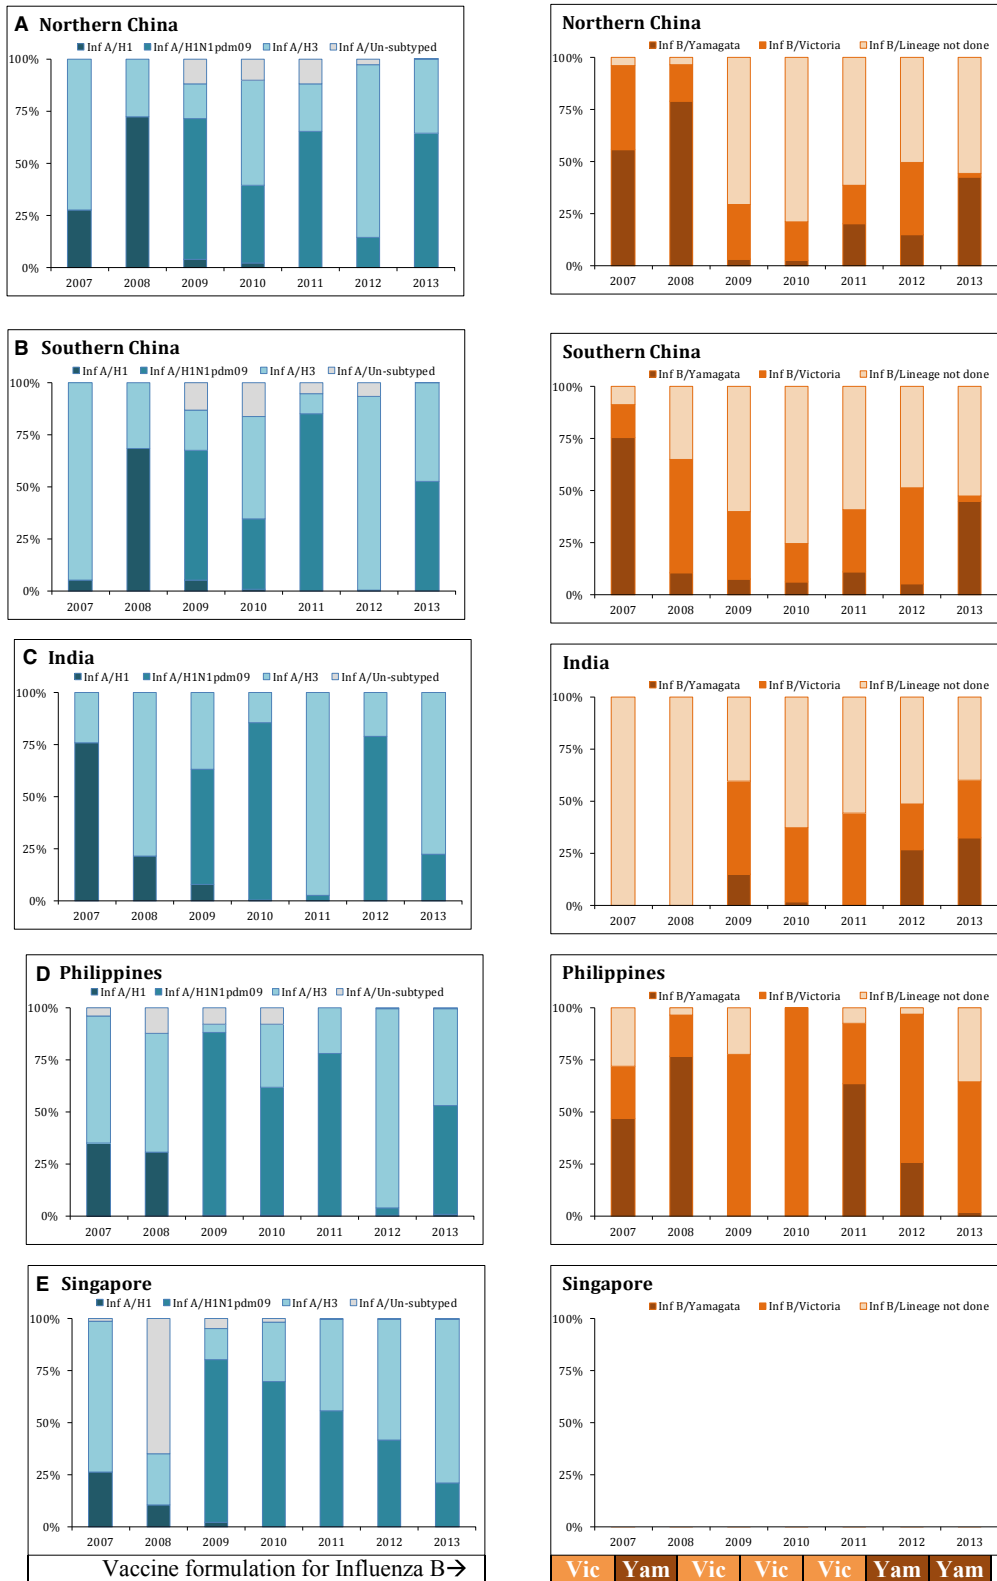 A Northern China
Inf A/H1 Inf A/H1N1pdm09 Inf A/H3 Inf A/Un-subtyped
100%
75%
50%
25%
0%
2007 2008 2009 2010 2011 2012 2013
Northern China
Inf B/Yamagata Inf B/Victoria Inf B/Lineage not done
100%
75%
50%
25%
0%
2007 2008 2009 2010 2011 2012 2013
B Southern China
Inf A/H1 Inf A/H1N1pdm09 Inf A/H3 Inf A/Un-subtyped
100%
75%
50%
25%
0%
2007 2008 2009 2010 2011 2012 2013
Southern China
Inf B/Yamagata Inf B/Victoria Inf B/Lineage not done
100%
75%
50%
25%
0%
2007 2008 2009 2010 2011 2012 2013
C India
Inf A/H1 Inf A/H1N1pdm09 Inf A/H3 Inf A/Un-subtyped
100%
75%
50%
25%
0%
2007 2008 2009 2010 2011 2012 2013
India
Inf B/Yamagata Inf B/Victoria Inf B/Lineage not done
100%
75%
50%
25%
0%
2007 2008 2009 2010 2011 2012 2013
D Philippines
Inf A/H1 Inf A/H1N1pdm09 Inf A/H3 Inf A/Un-subtyped
100%
75%
50%
25%
0%
2007 2008 2009 2010 2011 2012 2013
Philippines
Inf B/Yamagata Inf B/Victoria Inf B/Lineage not done
100%
75%
50%
25%
0%
2007 2008 2009 2010 2011 2012 2013
E Singapore
Inf A/H1 Inf A/H1N1pdm09 Inf A/H3 Inf A/Un-subtyped
100%
75%
50%
25%
0%
2007 2008 2009 2010 2011 2012 2013
Singapore
Inf B/Yamagata Inf B/Victoria Inf B/Lineage not done
100%
75%
50%
25%
0%
2007 2008 2009 2010 2011 2012 2013
Vaccine formulation for Influenza B→ Vic Yam Vic Vic Vic Yam Yam